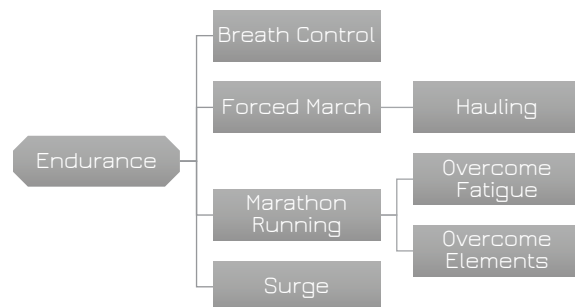 Breath Control
Forced March
Hauling
Endurance
Overcome
Fatigue
Marathon
Running
Overcome
Elements
Surge